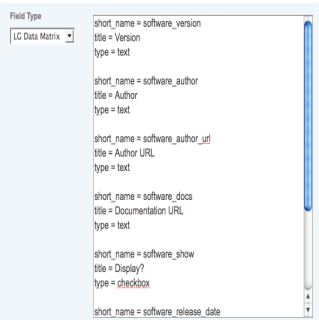 Field Type
LG Data Matrix
short_name = software_version
title = Version
type = text
short_name = software_author
title = Author
type = text
short_name = software_author_url
title = Author URL
type = text
short_name = software_docs
title = Documentation URL
type = text
short_name = software_show
title = Display?
type = checkbox
short_name = software_release_date